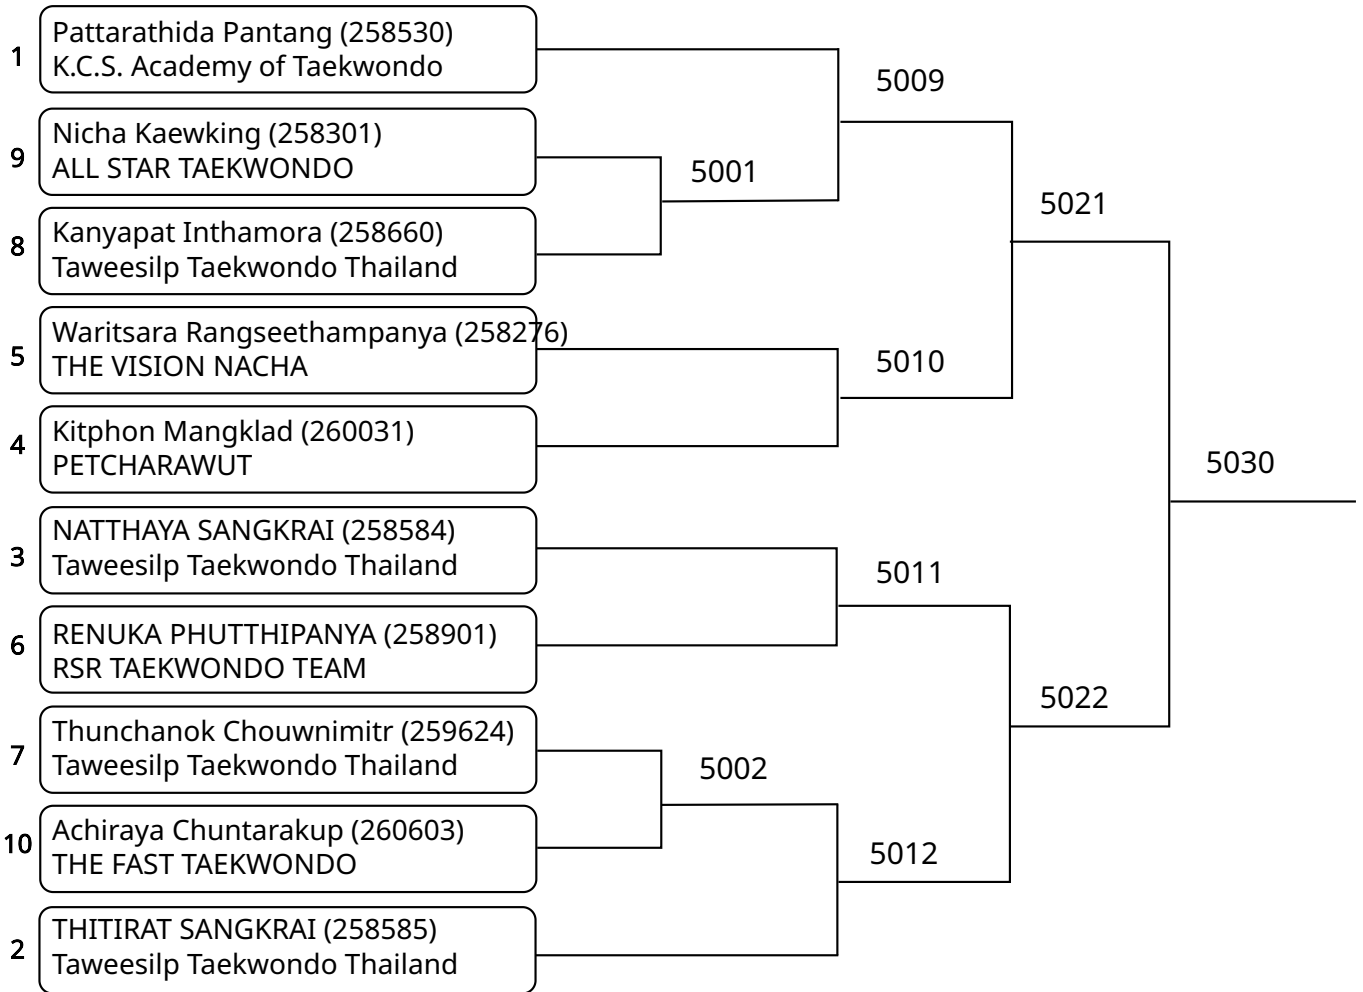 1
Pattarathida Pantang (258530)
K.C.S. Academy of Taekwondo
5009
9
Nicha Kaewking (258301)
ALL STAR TAEKWONDO
5001
5021
8
Kanyapat Inthamora (258660)
Taweesilp Taekwondo Thailand
5
Waritsara Rangseethampanya (258276)
THE VISION NACHA
5010
4
Kitphon Mangklad (260031)
PETCHARAWUT
5030
3
NATTHAYA SANGKRAI (258584)
Taweesilp Taekwondo Thailand
5011
6
RENUKA PHUTTHIPANYA (258901)
RSR TAEKWONDO TEAM
5022
7
Thunchanok Chouwnimitr (259624)
Taweesilp Taekwondo Thailand
5002
10
Achiraya Chuntarakup (260603)
THE FAST TAEKWONDO
5012
2
THITIRAT SANGKRAI (258585)
Taweesilp Taekwondo Thailand